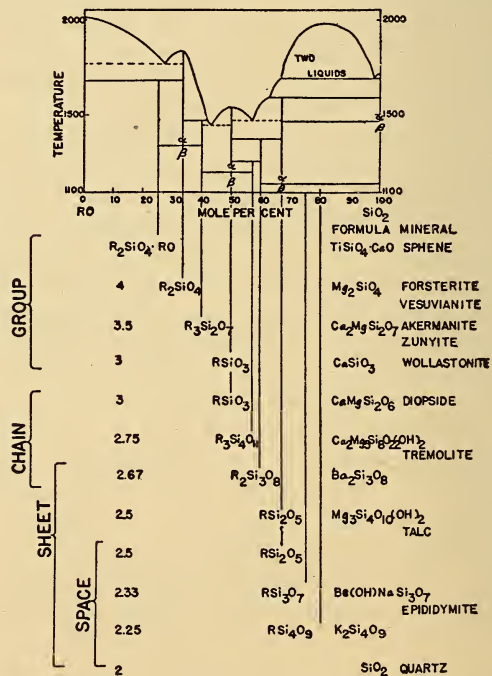 2000 2000
TWO
LIQUIDS
TEMPERATURE
1500 1500
α β
α β
α β
α β
1100 1100
0 10 20 30 40 50 60 70 80 90 100
RO MOLE PER CENT SiO2
FORMULA MINERAL
R2SiO4·RO TiSiO4·CaO SPHENE
GROUP
4 R2SiO4 Mg2SiO4 FORSTERITE
VESUVIANITE
3.5 R3Si2O7 Ca2MgSi2O7 AKERMANITE
ZUNYITE
3 RSiO3 CaSiO3 WOLLASTONITE
CHAIN
3 RSiO3 CaMgSi2O6 DIOPSIDE
2.75 R3Si4O11 (OH)2
TREMOLITE
SHEET
2.67 R2Si3O8 Ba2Si3O8
2.5 RSi2O5 Mg3Si4O10(OH)2
TALC
SPACE
2.5 RSi2O5
2.33 RSi3O7 Be(OH)NaSi3O7
EPIDIDYMITE
2.25 RSi4O9 K2Si4O9
2 SiO2 QUARTZ